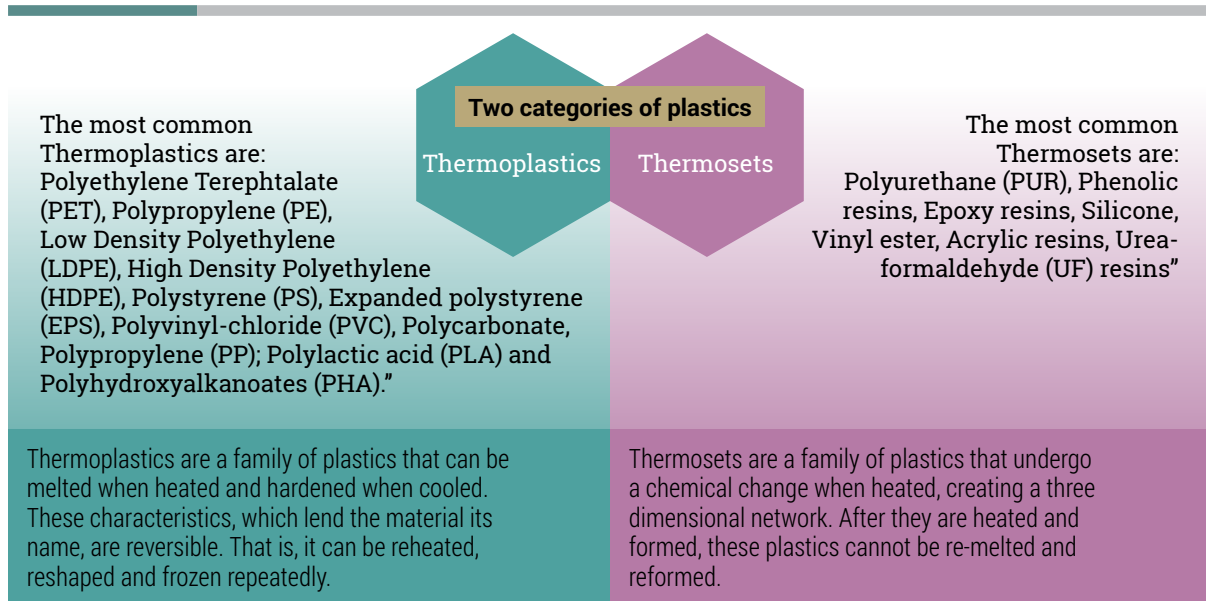 Two categories of plastics
Thermoplastics
Thermosets
The most common
Thermoplastics are:
Polyethylene Terephtalate
(PET), Polypropylene (PE),
Low Density Polyethylene
(LDPE), High Density Polyethylene
(HDPE), Polystyrene (PS), Expanded polystyrene
(EPS), Polyvinyl-chloride (PVC), Polycarbonate,
Polypropylene (PP); Polylactic acid (PLA) and
Polyhydroxyalkanoates (PHA).”
The most common
Thermosets are:
Polyurethane (PUR), Phenolic
resins, Epoxy resins, Silicone,
Vinyl ester, Acrylic resins, Urea-
formaldehyde (UF) resins”
Thermoplastics are a family of plastics that can be
melted when heated and hardened when cooled.
These characteristics, which lend the material its
name, are reversible. That is, it can be reheated,
reshaped and frozen repeatedly.
Thermosets are a family of plastics that undergo
a chemical change when heated, creating a three
dimensional network. After they are heated and
formed, these plastics cannot be re-melted and
reformed.